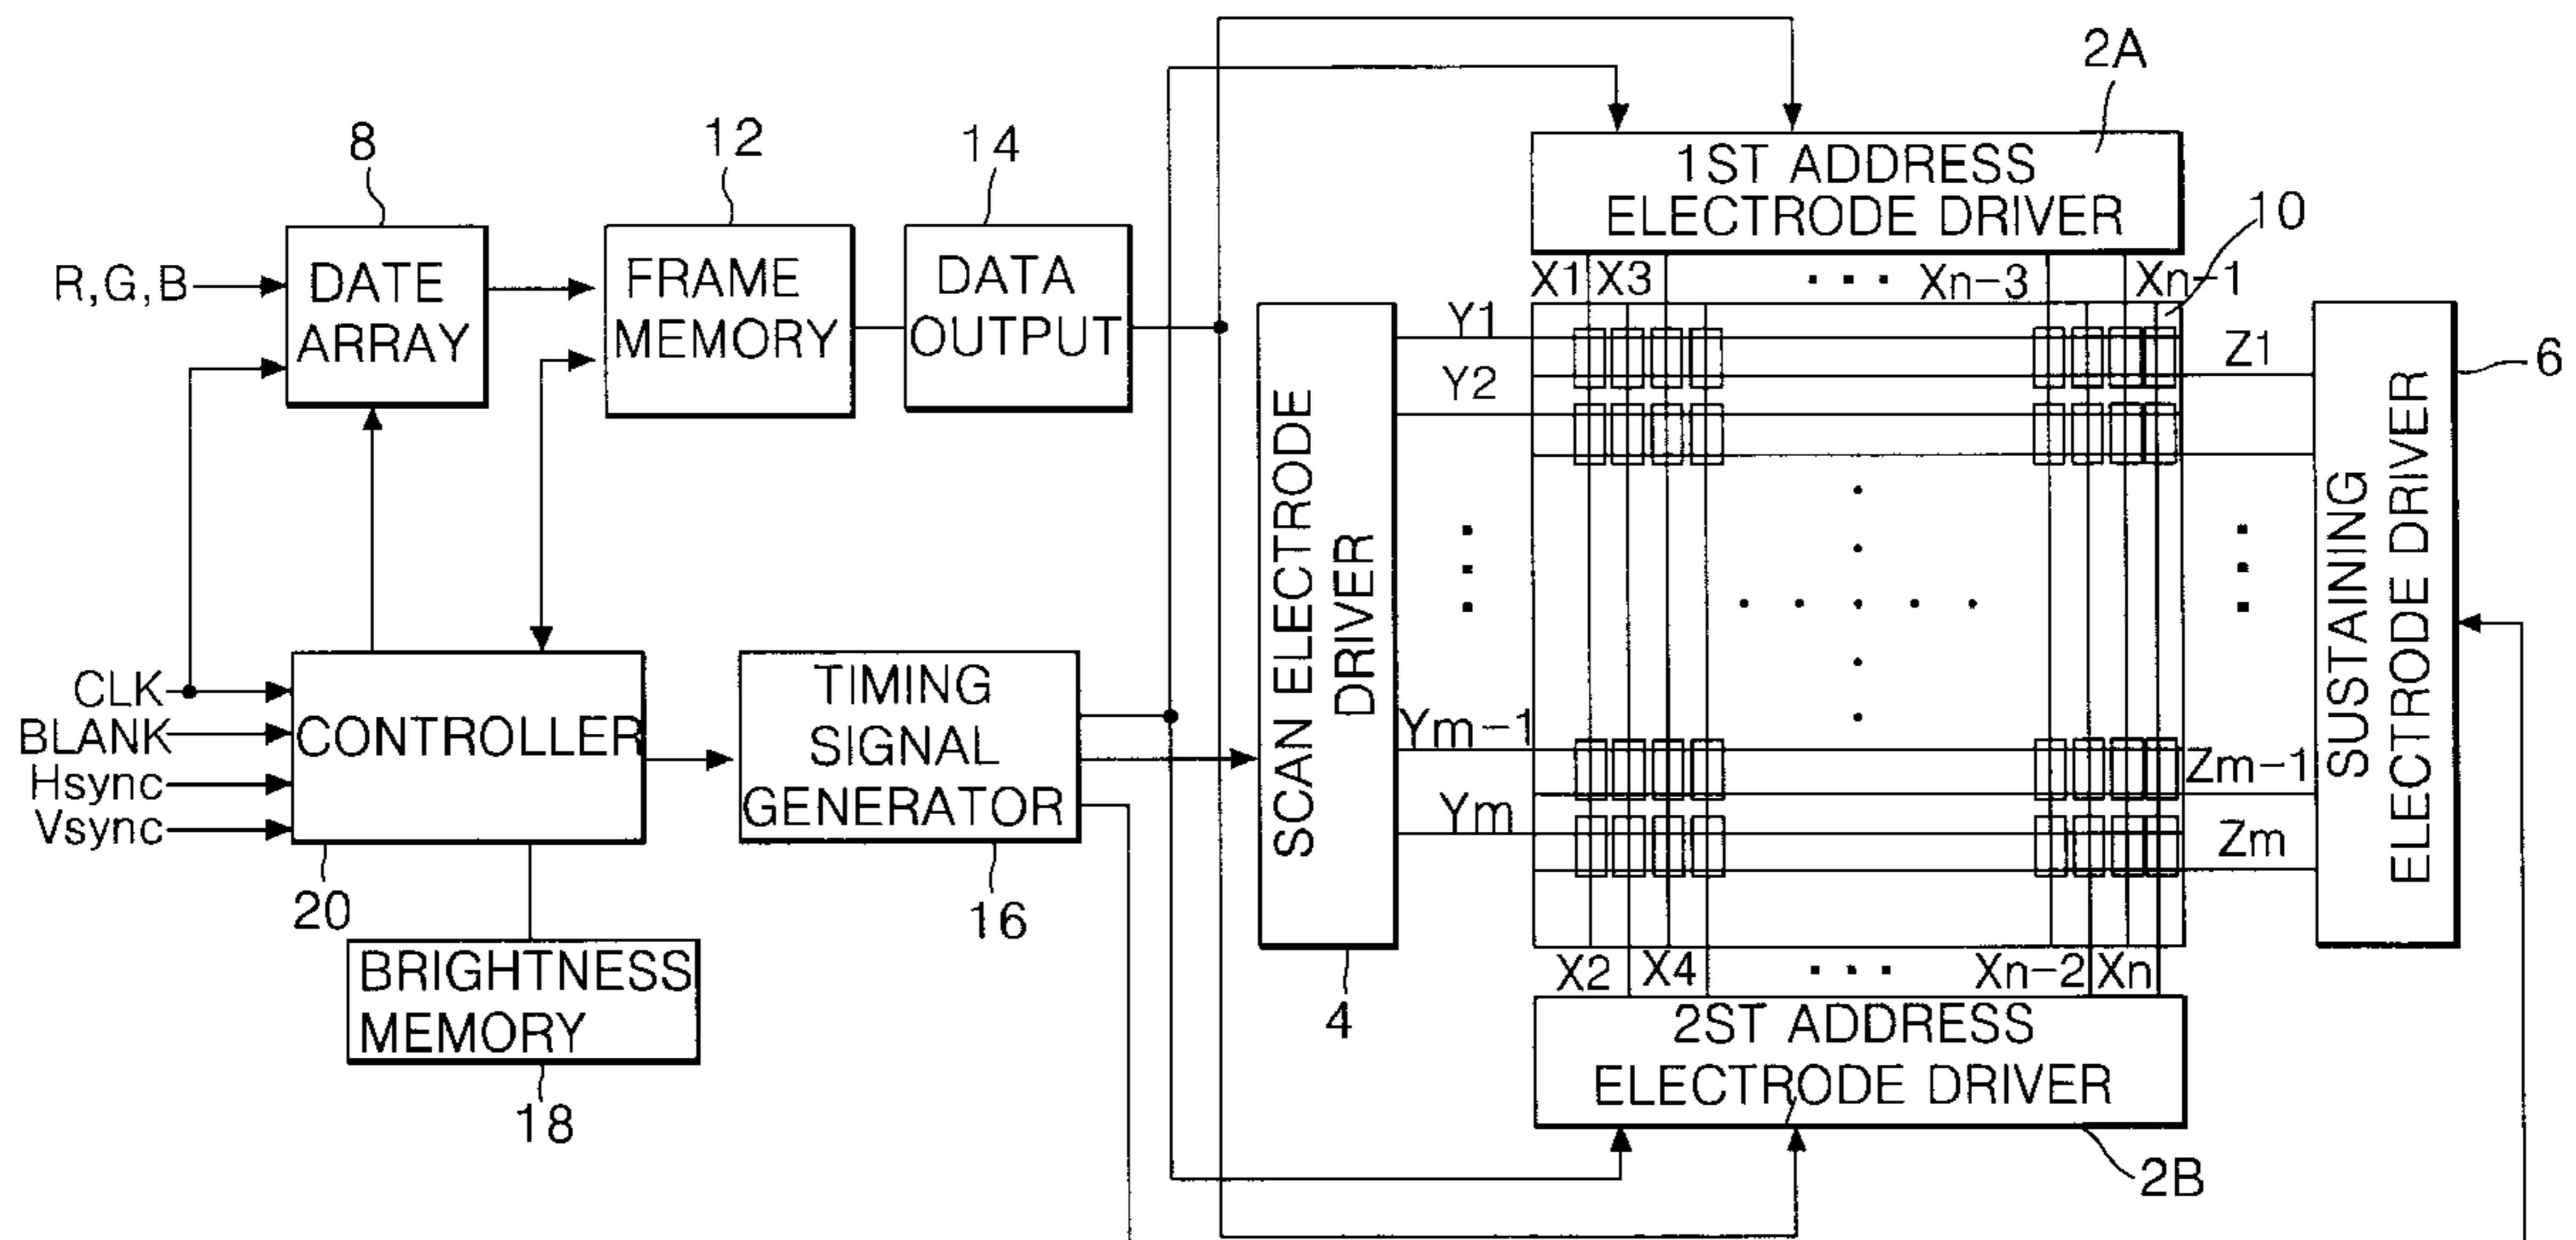 2A
8
12
14
1ST ADDRESS
ELECTRODE DRIVER
10
R,G,B
DATE
ARRAY
FRAME
MEMORY
DATA
OUTPUT
X1 X3 ... Xn-3 Xn-1
Y1
Z1
6
Y2
SCAN ELECTRODE
DRIVER
SUSTAINING
ELECTRODE DRIVER
CLK
BLANK
Hsync
Vsync
CONTROLLER
TIMING
SIGNAL
GENERATOR
Ym-1
Zm-1
Ym
Zm
20
16
BRIGHTNESS
MEMORY
18
4
X2 X4 ... Xn-2 Xn
2ST ADDRESS
ELECTRODE DRIVER
2B